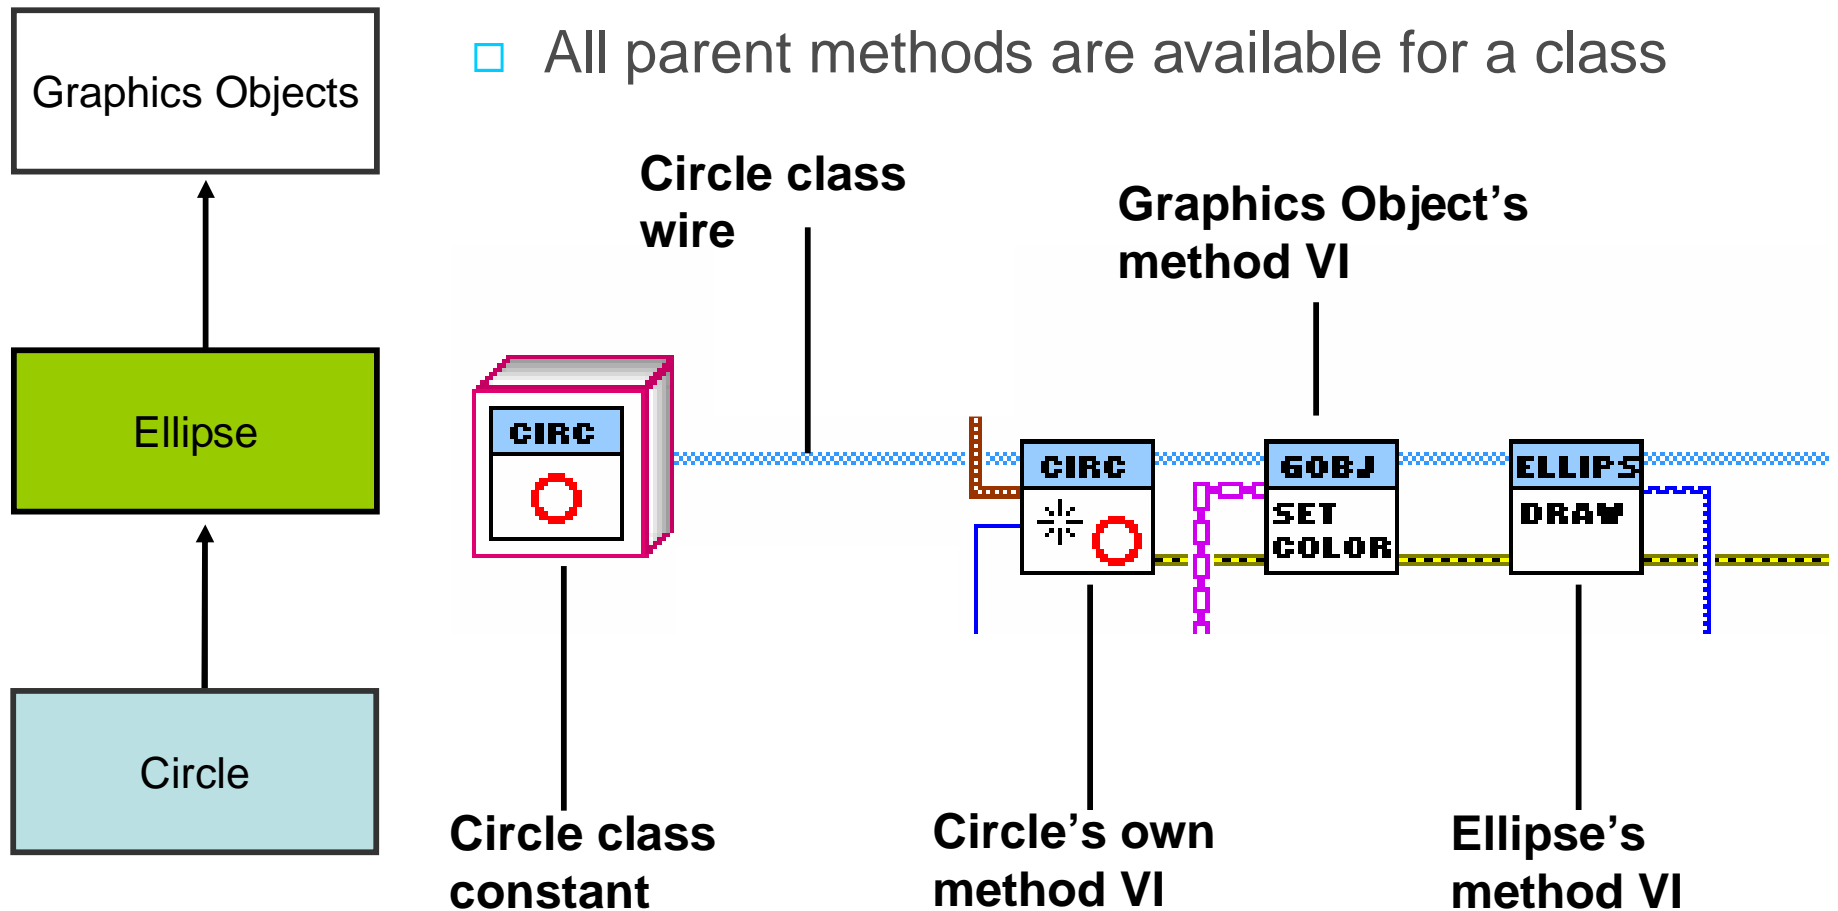 All parent methods are available for a class
Graphics Objects
Ellipse
Circle
Circle class
wire
Graphics Object's
method VI
CIRC
CIRC
GOBJ
SET
COLOR
ELLIPS
DRAW
Circle class
constant
Circle's own
method VI
Ellipse's
method VI